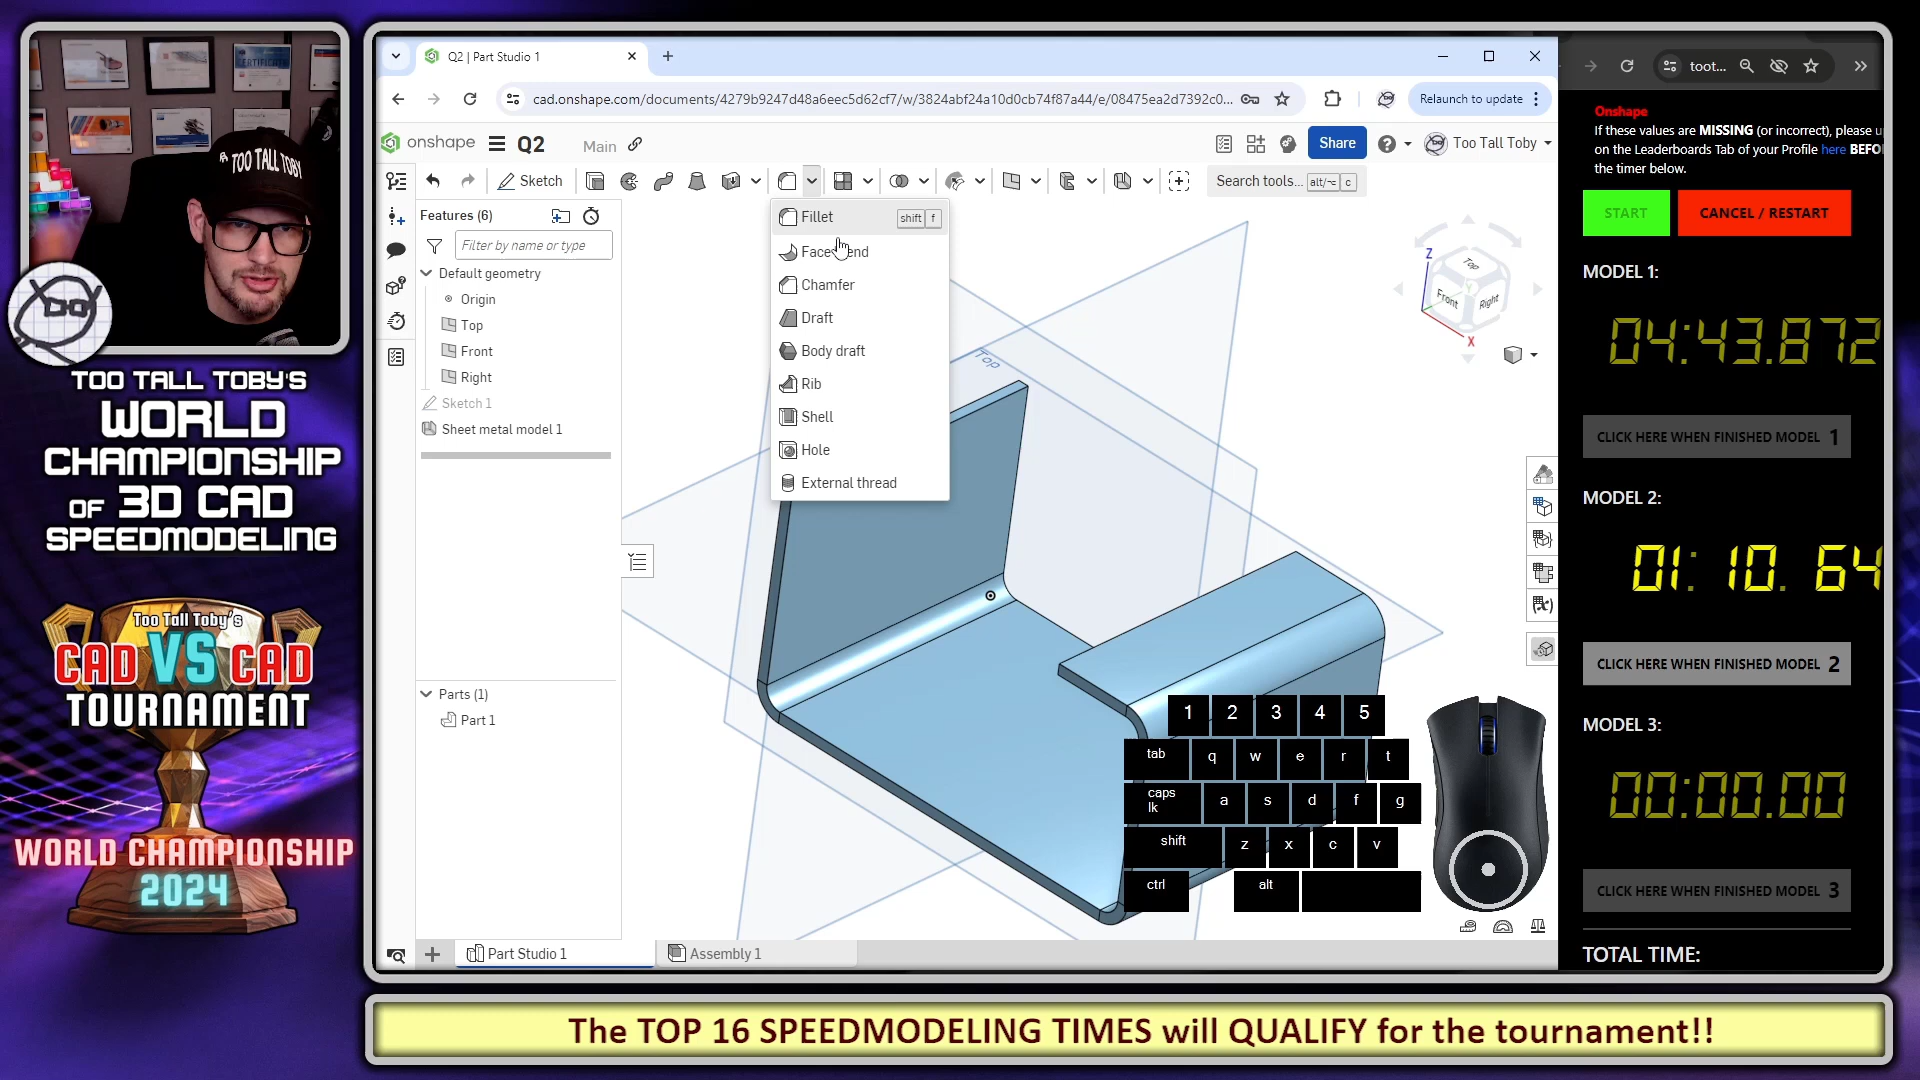 TOO TALL TOBY
CERTIFICATE
TOO TALL TOBY'S
WORLD
CHAMPIONSHIP
OF 3D CAD
SPEEDMODELING
Too Tall Toby's
CAD VS CAD
TOURNAMENT
WORLD CHAMPIONSHIP
2024
Q2 | Part Studio 1
cad.onshape.com/documents/4279b9247d48a6eec5d62cf7/w/3824abf24a10d0cb74f87a44/e/08475ea2d7392c0...
Relaunch to update
onshape
Q2
Main
Share
Too Tall Toby
Sketch
Search tools...
alt/⌥ c
Features (6)
Filter by name or type
Default geometry
Origin
Top
Front
Right
Sketch 1
Sheet metal model 1
Parts (1)
Part 1
Fillet
shift f
Chamfer
Draft
Body draft
Rib
Shell
Hole
External thread
Top
Z
Top
Front
Right
Y
X
1 2 3 4 5
tab q w e r t
caps lk a s d f g
shift z x c v
ctrl alt
Part Studio 1
Assembly 1
toot...
Onshape
If these values are MISSING (or incorrect), please u
on the Leaderboards Tab of your Profile here BEFO
the timer below.
START
CANCEL / RESTART
MODEL 1:
04:43.872
CLICK HERE WHEN FINISHED MODEL 1
MODEL 2:
01: 10. 64
CLICK HERE WHEN FINISHED MODEL 2
MODEL 3:
00:00.00
CLICK HERE WHEN FINISHED MODEL 3
TOTAL TIME:
The TOP 16 SPEEDMODELING TIMES will QUALIFY for the tournament!!